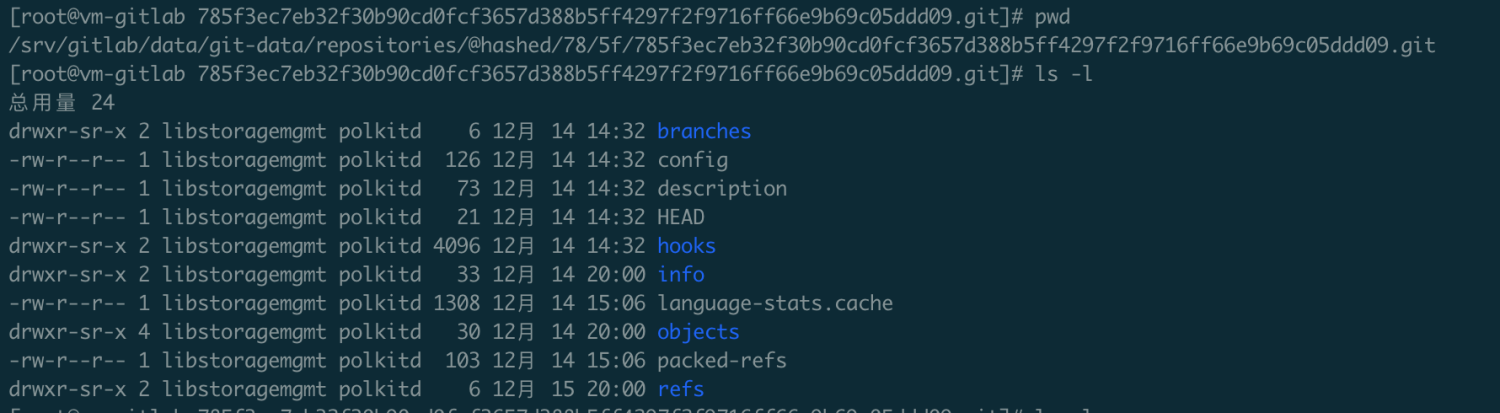 [root@vm-gitlab 785f3ec7eb32f30b90cd0fcf3657d388b5ff4297f2f9716ff66e9b69c05ddd09.git]# pwd
/srv/gitlab/data/git-data/repositories/@hashed/78/5f/785f3ec7eb32f30b90cd0fcf3657d388b5ff4297f2f9716ff66e9b69c05ddd09.git
[root@vm-gitlab 785f3ec7eb32f30b90cd0fcf3657d388b5ff4297f2f9716ff66e9b69c05ddd09.git]# ls -l
总用量 24
drwxr-sr-x 2 libstoragemgmt polkitd    6 12月 14 14:32 branches
-rw-r--r-- 1 libstoragemgmt polkitd  126 12月 14 14:32 config
-rw-r--r-- 1 libstoragemgmt polkitd   73 12月 14 14:32 description
-rw-r--r-- 1 libstoragemgmt polkitd   21 12月 14 14:32 HEAD
drwxr-sr-x 2 libstoragemgmt polkitd 4096 12月 14 14:32 hooks
drwxr-sr-x 2 libstoragemgmt polkitd   33 12月 14 20:00 info
-rw-r--r-- 1 libstoragemgmt polkitd 1308 12月 14 15:06 language-stats.cache
drwxr-sr-x 4 libstoragemgmt polkitd   30 12月 14 20:00 objects
-rw-r--r-- 1 libstoragemgmt polkitd  103 12月 14 15:06 packed-refs
drwxr-sr-x 2 libstoragemgmt polkitd    6 12月 15 20:00 refs